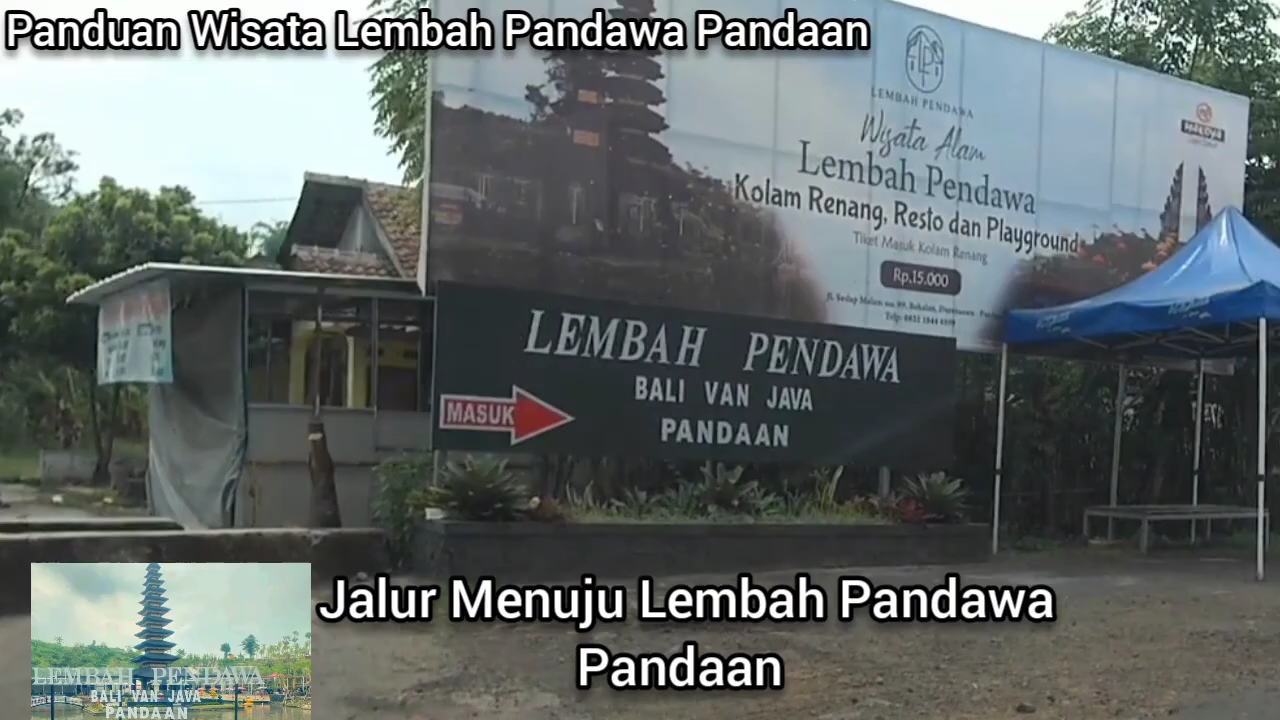 Panduan Wisata Lembah Pandawa Pandaan
LEMBAH PENDAWA
Wisata Alam
Lembah Pendawa
Kolam Renang, Resto dan Playground
Tiket Masuk Kolam Renang
Rp.15.000
LEMBAH PENDAWA
BALI VAN JAVA
PANDAAN
MASUK
Jalur Menuju Lembah Pandawa
Pandaan
LEMBAH PENDAWA
BALI VAN JAVA
PANDAAN